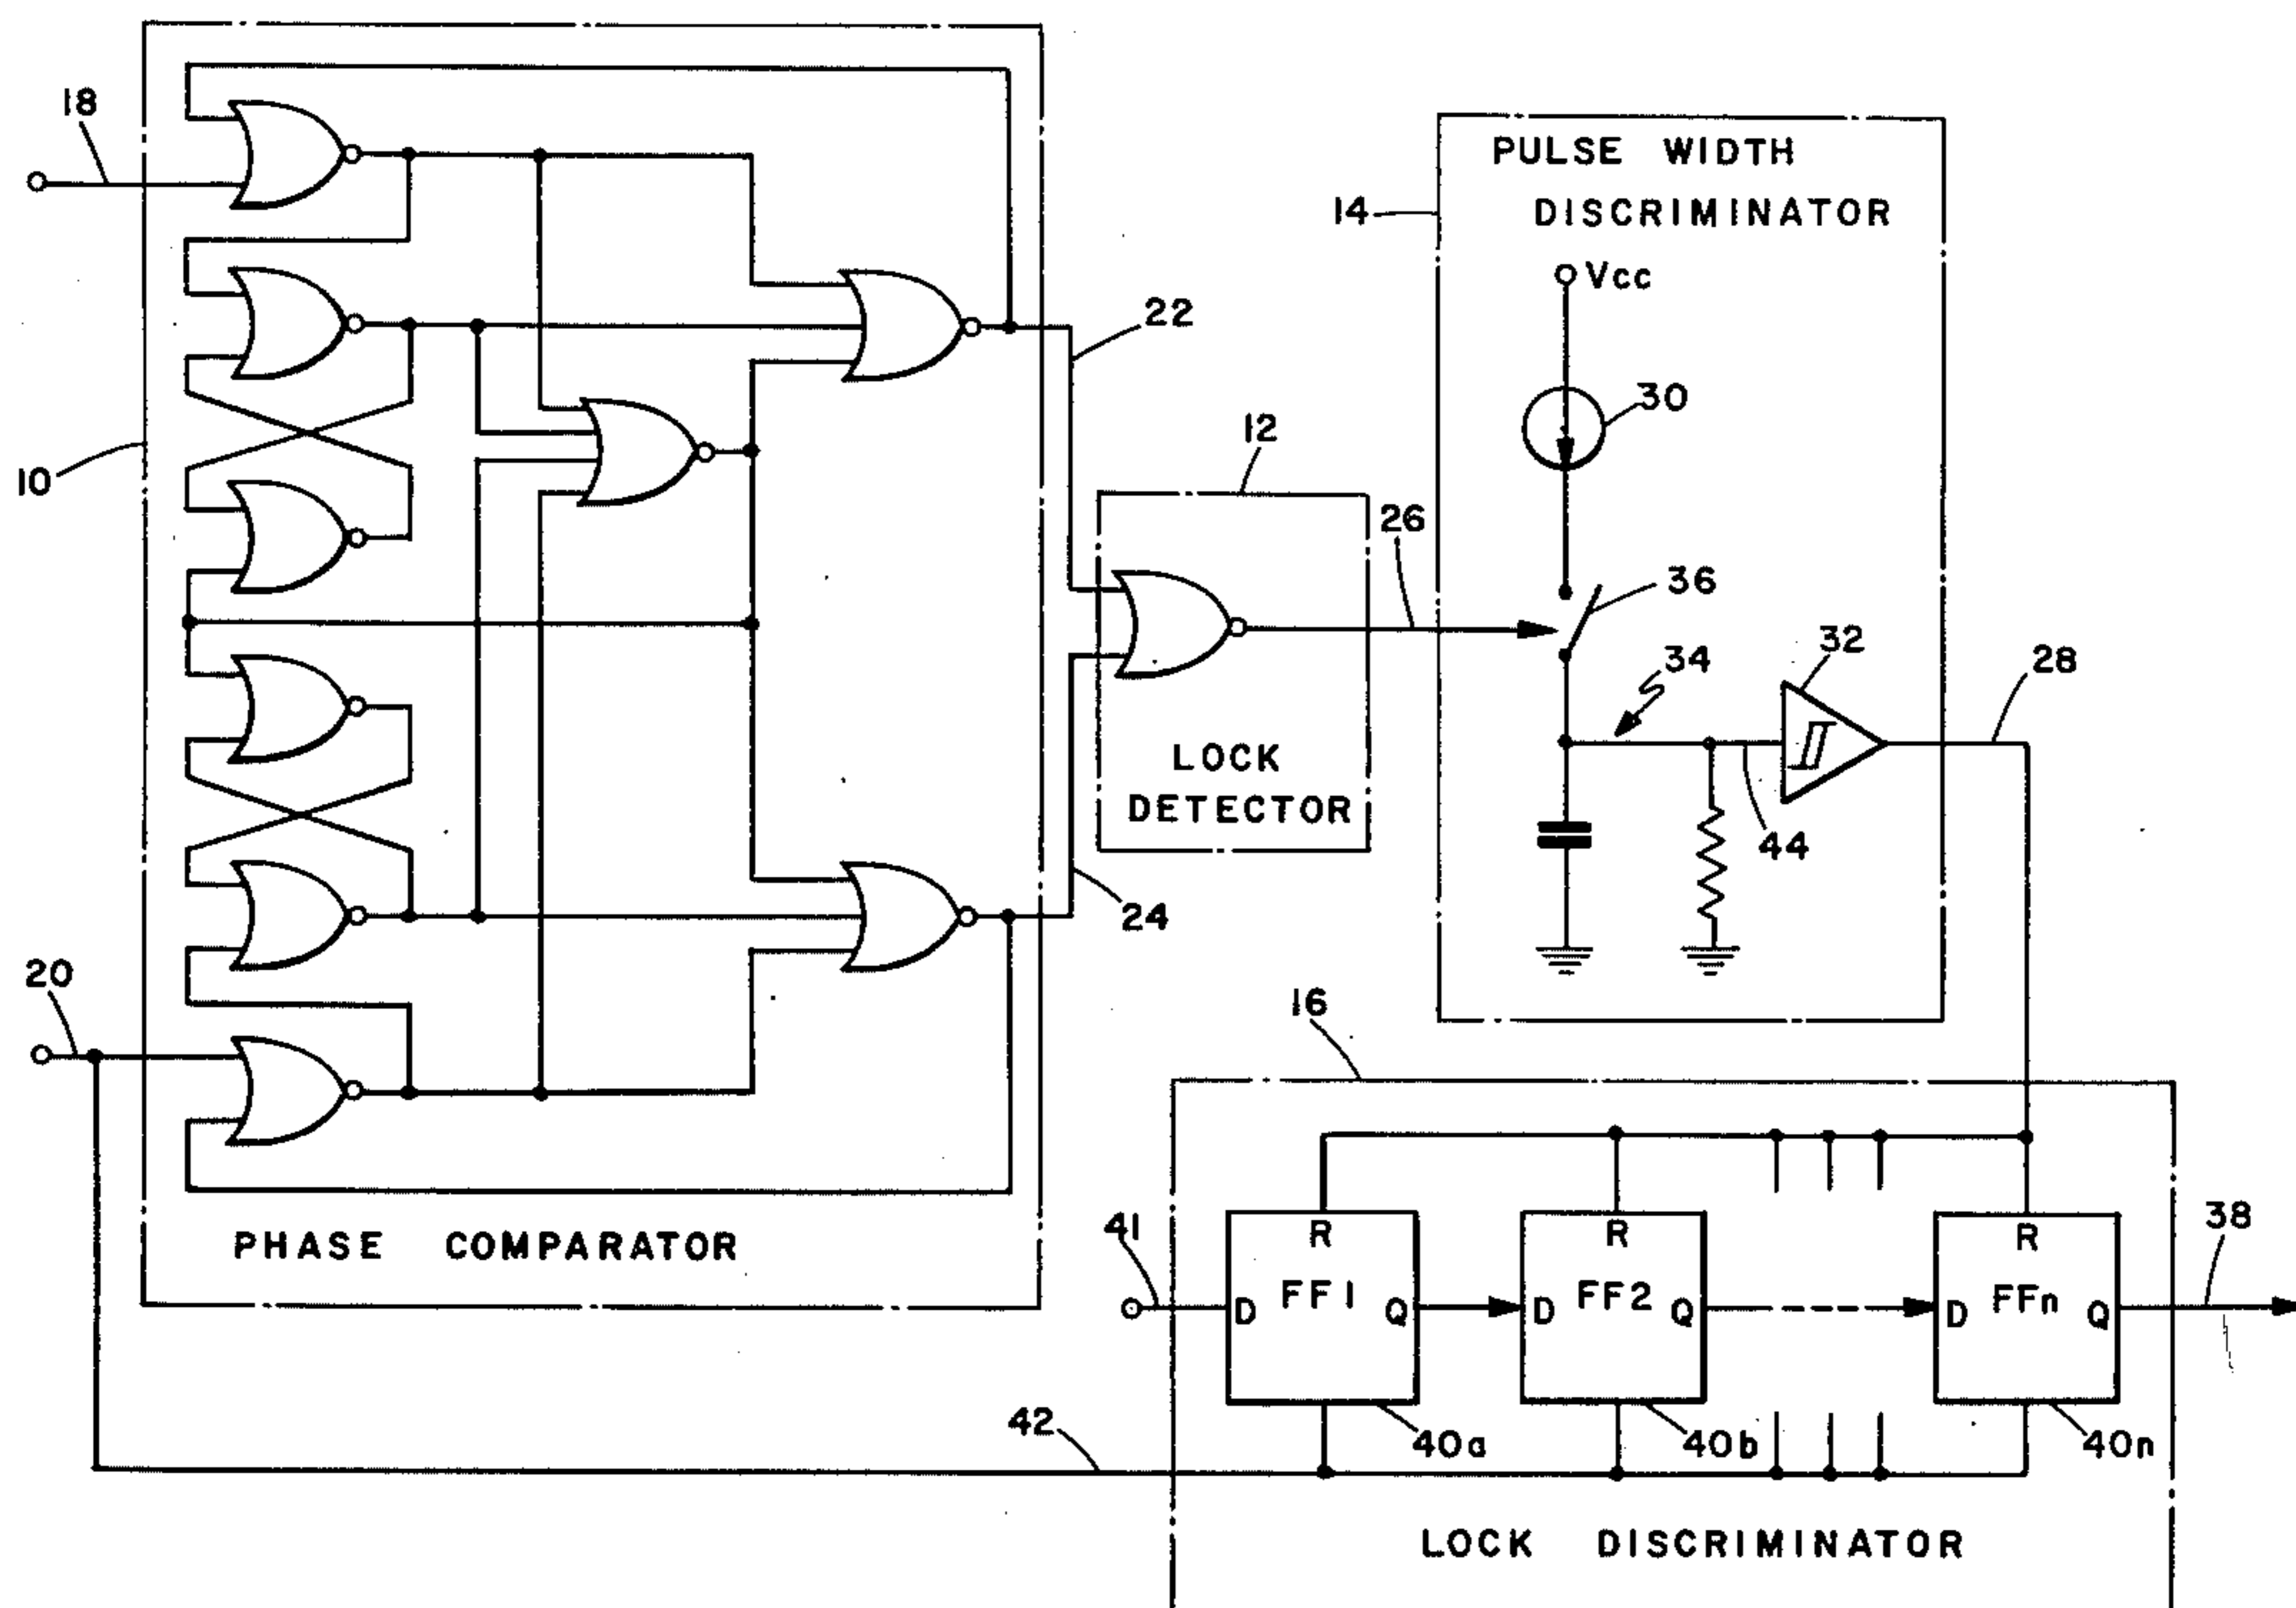 18
10
20
PHASE COMPARATOR
22
24
12
LOCK
DETECTOR
26
14
PULSE WIDTH
DISCRIMINATOR
Vcc
30
36
34
32
28
44
16
41
R
D FF1 Q
40a
R
D FF2 Q
40b
R
D FFn Q
40n
38
42
LOCK DISCRIMINATOR